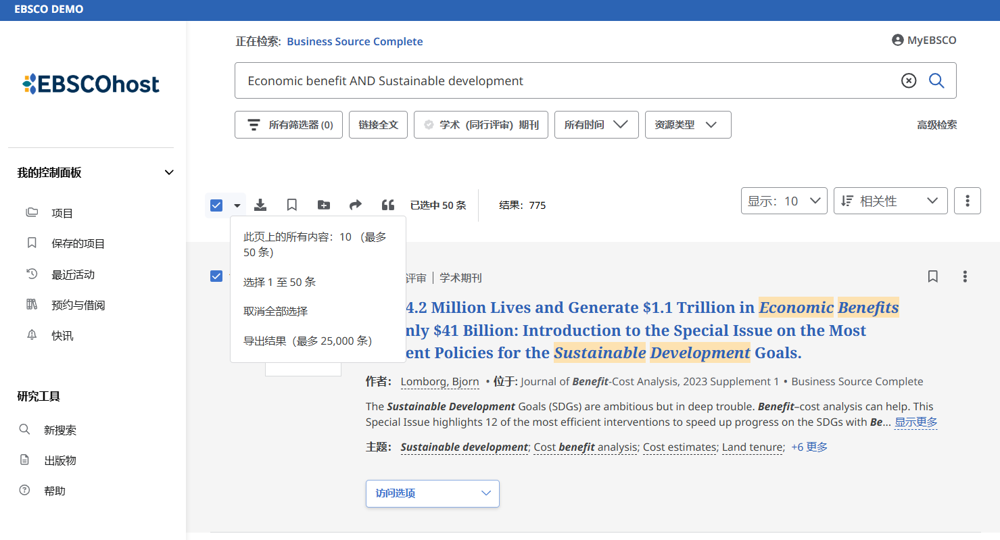 EBSCO DEMO
正在检索: Business Source Complete
MyEBSCO
EBSCOhost
Economic benefit AND Sustainable development
所有筛选器 (0)
链接全文
学术（同行评审）期刊
所有时间
资源类型
高级检索
我的控制面板
项目
保存的项目
最近活动
预约与借阅
快讯
研究工具
新搜索
出版物
帮助
已选中 50 条
结果：775
显示：10
相关性
此页上的所有内容：10 （最多
50 条）
选择 1 至 50 条
取消全部选择
导出结果（最多 25,000 条）
评审 | 学术期刊
4.2 Million Lives and Generate $1.1 Trillion in Economic Benefits
nly $41 Billion: Introduction to the Special Issue on the Most
ent Policies for the Sustainable Development Goals.
作者： Lomborg, Bjorn • 位于: Journal of Benefit-Cost Analysis, 2023 Supplement 1 • Business Source Complete
The Sustainable Development Goals (SDGs) are ambitious but in deep trouble. Benefit–cost analysis can help. This
Special Issue highlights 12 of the most efficient interventions to speed up progress on the SDGs with Be... 显示更多
主题： Sustainable development; Cost benefit analysis; Cost estimates; Land tenure; +6 更多
访问选项